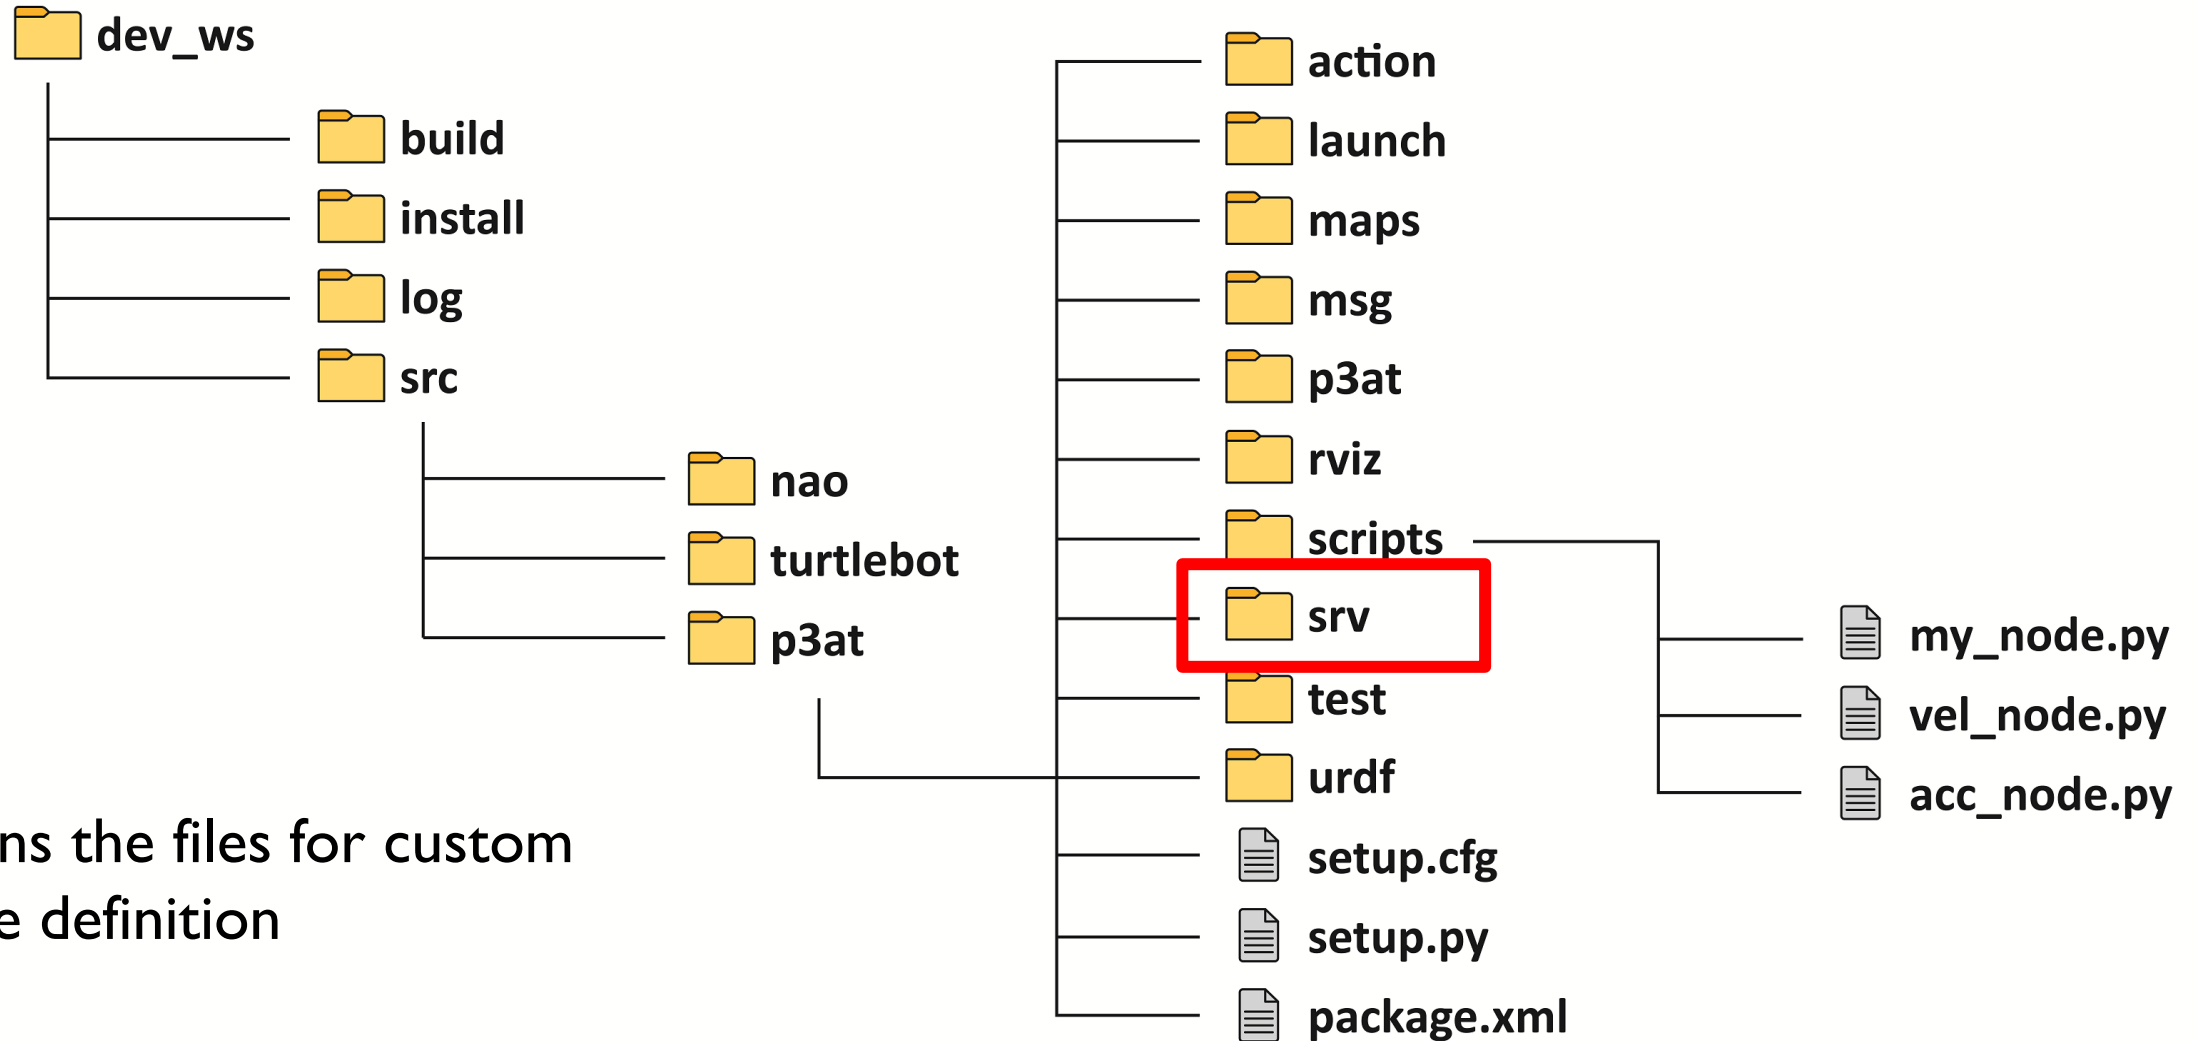 dev_ws
build
install
log
src
nao
turtlebot
p3at
action
launch
maps
msg
p3at
rviz
scripts
srv
test
urdf
setup.cfg
setup.py
package.xml
my_node.py
vel_node.py
acc_node.py
ns the files for custom
e definition